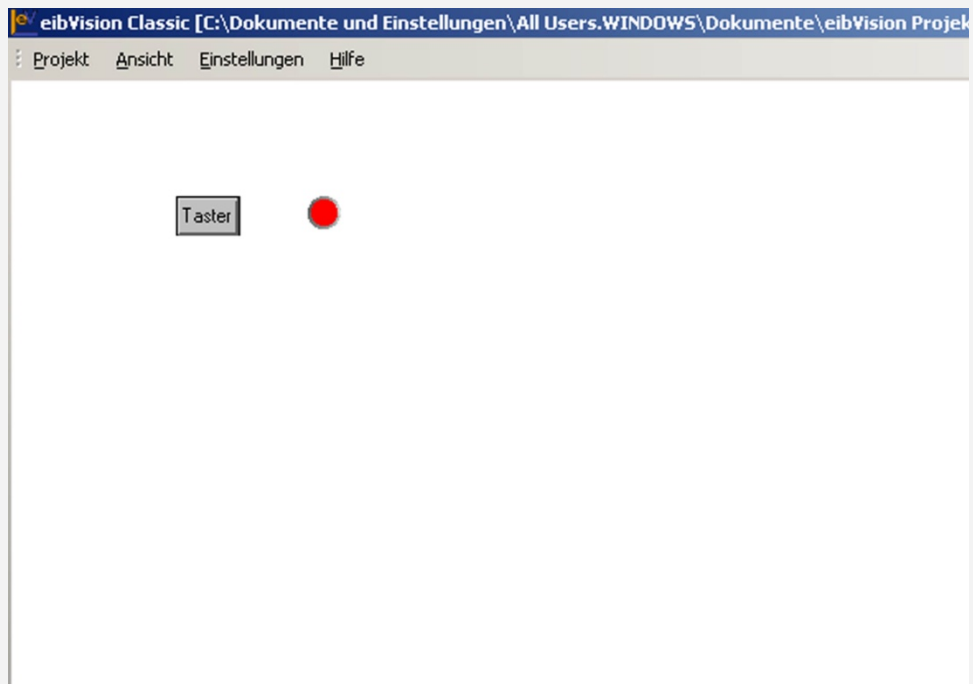 eibVision Classic [C:\Dokumente und Einstellungen\All Users.WINDOWS\Dokumente\eibVision Projek
Projekt Ansicht Einstellungen Hilfe
Taster